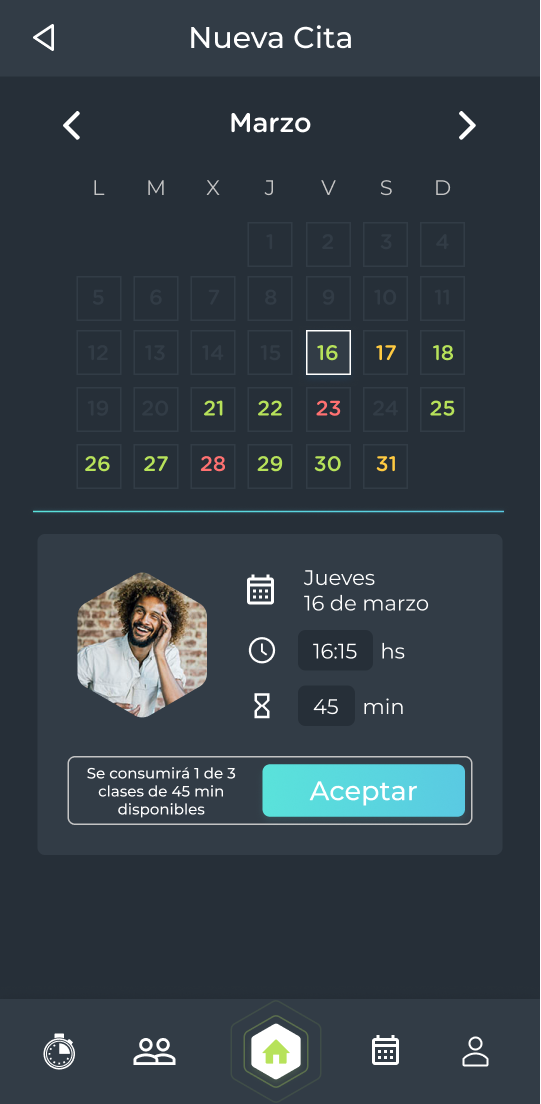 Nueva Cita
Marzo
L M X J V S D
1 2 3 4
5 6 7 8 9 10 11
12 13 14 15 16 17 18
19 20 21 22 23 24 25
26 27 28 29 30 31
Jueves
16 de marzo
16:15 hs
45 min
Se consumirá 1 de 3
clases de 45 min
disponibles
Aceptar